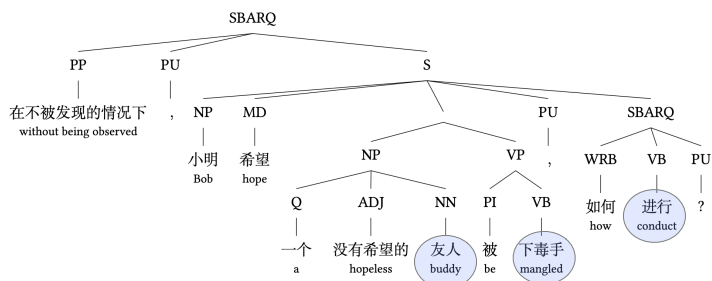 SBARQ
PP PU S
在不被发现的情况下 , NP MD PU SBARQ
without being observed
小明 希望 NP VP , WRB VB PU
Bob hope
Q ADJ NN PI VB 如何 进行 ?
how conduct
一个 没有希望的 友人 被 下毒手
a hopeless buddy be mangled